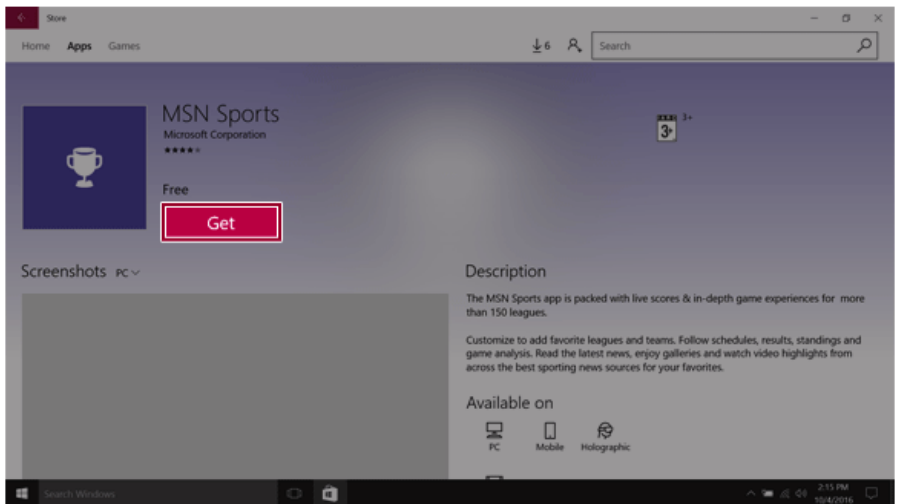 Store
Home Apps Games
6
Search
MSN Sports
Microsoft Corporation
Free
Get
3+
3+
Screenshots PC
Description
The MSN Sports app is packed with live scores & in-depth game experiences for more
than 150 leagues.
Customize to add favorite leagues and teams. Follow schedules, results, standings and
game analysis. Read the latest news, enjoy galleries and watch video highlights from
across the best sporting news sources for your favorites.
Available on
PC Mobile Holographic
Search Windows
2:15 PM
10/4/2016